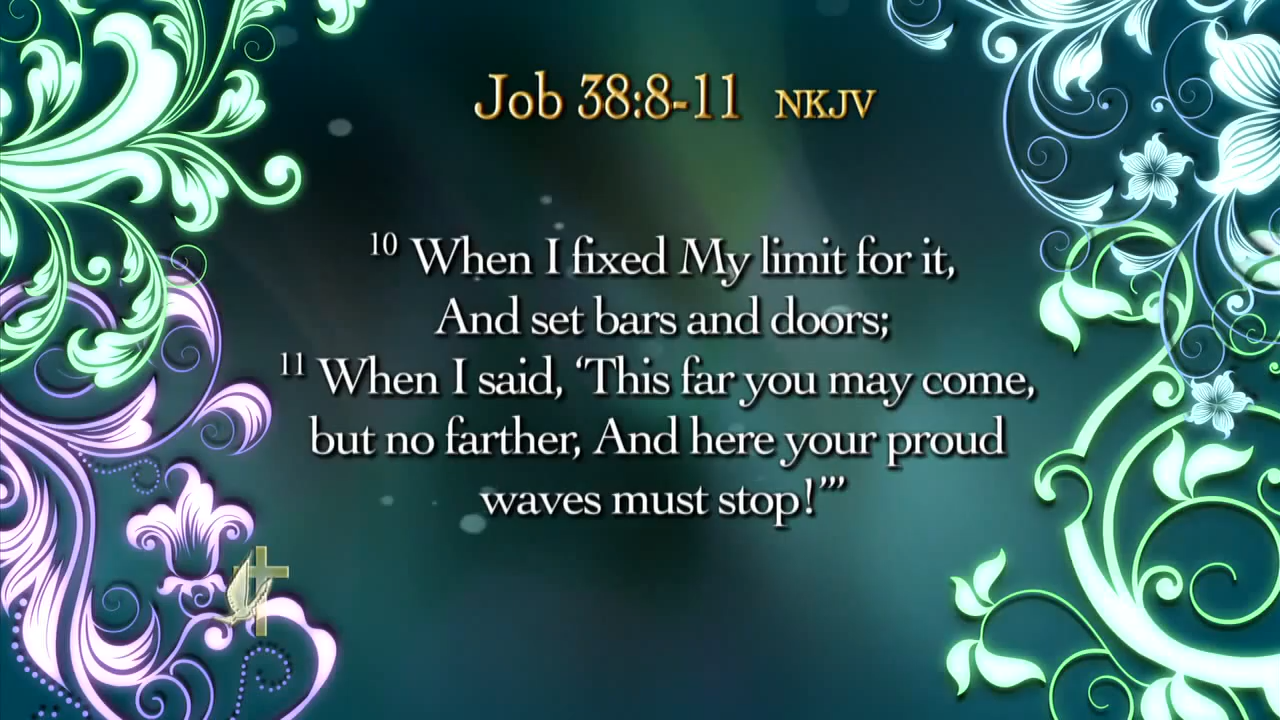 Job 38:8-11 NKJV
10 When I fixed My limit for it,
And set bars and doors;
11 When I said, ‘This far you may come,
but no farther, And here your proud
waves must stop!’”